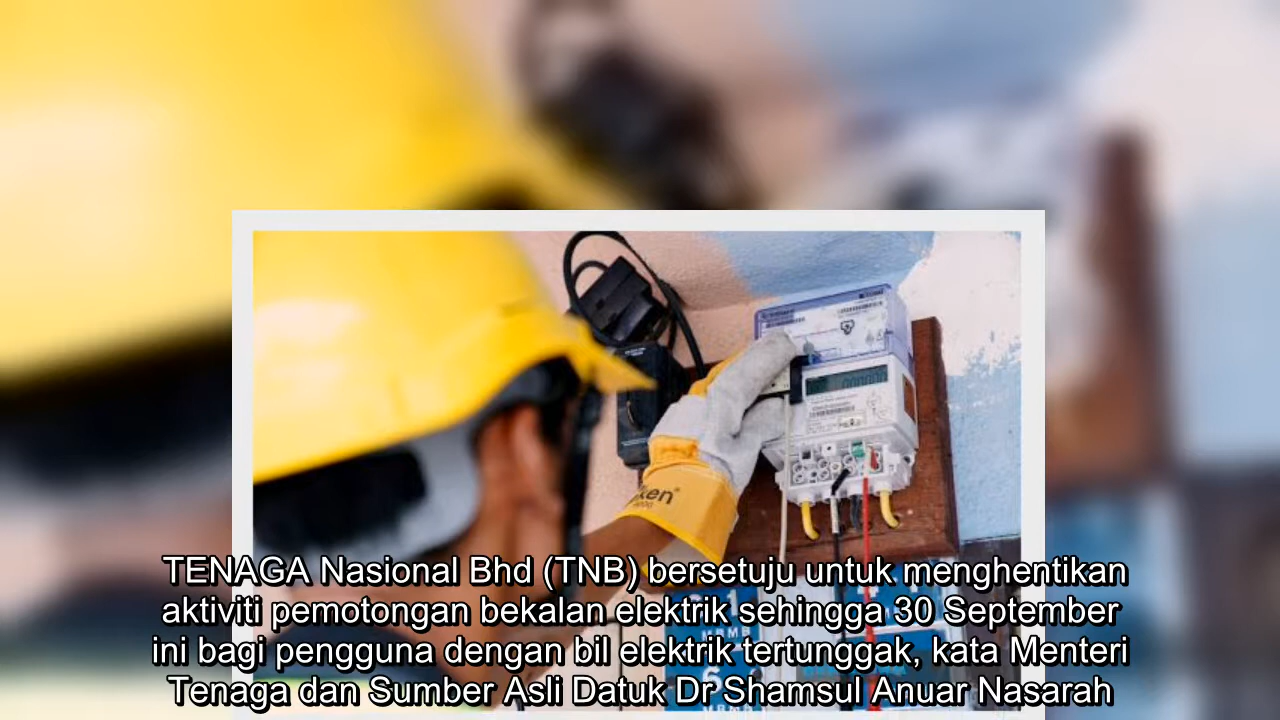 TENAGA Nasional Bhd (TNB) bersetuju untuk menghentikan
aktiviti pemotongan bekalan elektrik sehingga 30 September
ini bagi pengguna dengan bil elektrik tertunggak, kata Menteri
Tenaga dan Sumber Asli Datuk Dr Shamsul Anuar Nasarah